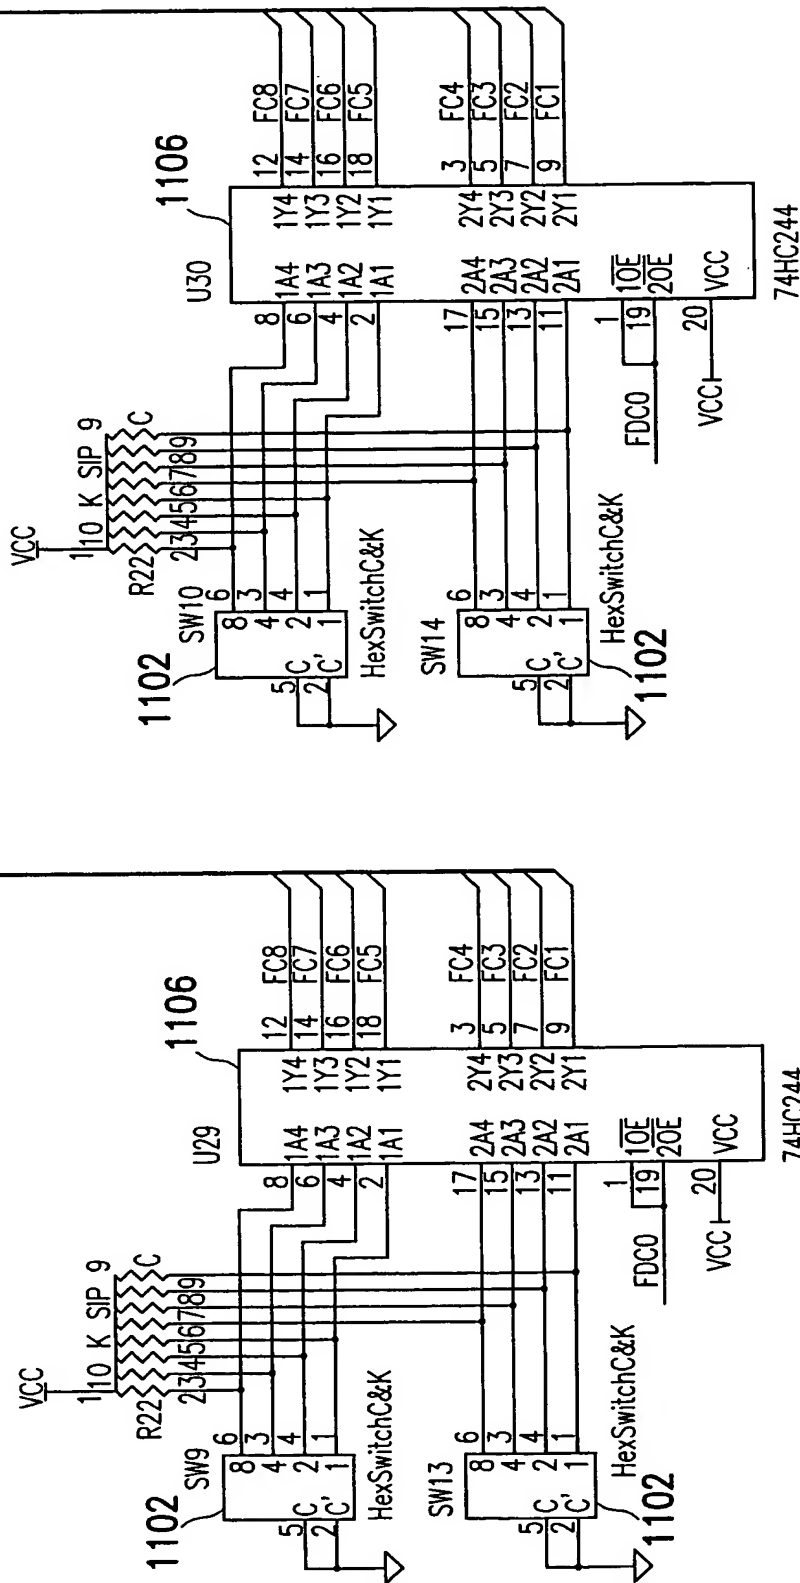 VCC
1 10 K SIP 9
R22
C
2 3 4 5 6 7 8 9
1102
SW10
5 C 8 6
2 C' 4 3
2 4
1 1
HexSwitchC&K
SW14
5 C 8 6
2 C' 4 3
2 4
1 1
HexSwitchC&K
1102
1106
U30
8 1A4 1Y4 12 FC8
6 1A3 1Y3 14 FC7
4 1A2 1Y2 16 FC6
2 1A1 1Y1 18 FC5
17 2A4 2Y4 3 FC4
15 2A3 2Y3 5 FC3
13 2A2 2Y2 7 FC2
11 2A1 2Y1 9 FC1
1 1OE
FDC0 19 2OE
VCC 20 VCC
74HC244
VCC
1 10 K SIP 9
R22
C
2 3 4 5 6 7 8 9
1102
SW9
5 C 8 6
2 C' 4 3
2 4
1 1
HexSwitchC&K
SW13
5 C 8 6
2 C' 4 3
2 4
1 1
HexSwitchC&K
1102
1106
U29
8 1A4 1Y4 12 FC8
6 1A3 1Y3 14 FC7
4 1A2 1Y2 16 FC6
2 1A1 1Y1 18 FC5
17 2A4 2Y4 3 FC4
15 2A3 2Y3 5 FC3
13 2A2 2Y2 7 FC2
11 2A1 2Y1 9 FC1
1 1OE
FDC0 19 2OE
VCC 20 VCC
74HC244